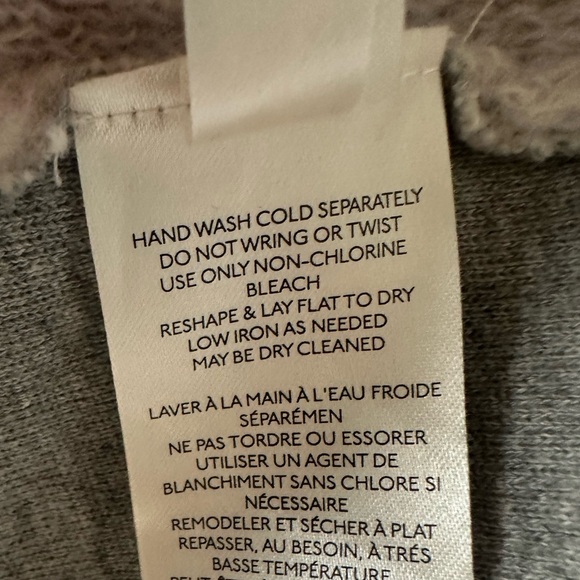 HAND WASH COLD SEPARATELY
DO NOT WRING OR TWIST
USE ONLY NON-CHLORINE
BLEACH
RESHAPE & LAY FLAT TO DRY
LOW IRON AS NEEDED
MAY BE DRY CLEANED
LAVER À LA MAIN À L'EAU FROIDE
SÉPARÉMEN
NE PAS TORDRE OU ESSORER
UTILISER UN AGENT DE
BLANCHIMENT SANS CHLORE SI
NÉCESSAIRE
REMODELER ET SÉCHER À PLAT
REPASSER, AU BESOIN, À TRÉS
BASSE TEMPÉRATURE